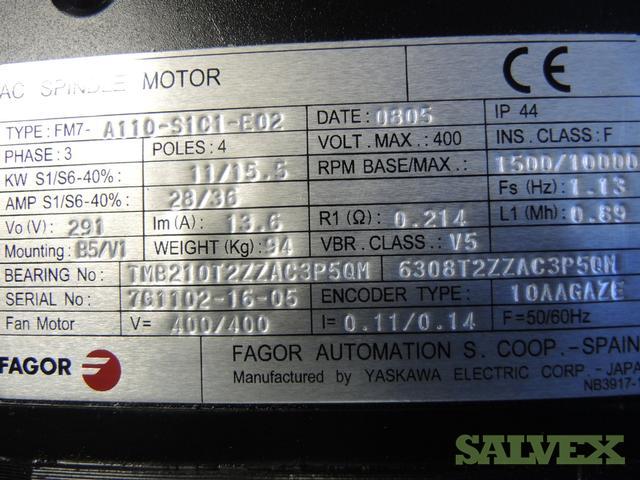 AC SPINDLE MOTOR CE
TYPE: FM7- A110-S1C1-E02 DATE: 0805 IP 44
PHASE: 3 POLES: 4 VOLT. MAX.: 400 INS. CLASS: F
KW S1/S6-40%: 11/15.5 RPM BASE/MAX.: 1500/10000
AMP S1/S6-40%: 28/36 Fs (Hz): 1.13
Vo (V): 291 Im (A): 13.6 R1 (Ω): 0.214 L1 (Mh): 0.89
Mounting: B5/V1 WEIGHT (Kg): 94 VBR. CLASS: V5
BEARING No: TMB210T2ZZAC3P5QM 6308T2ZZAC3P5QM
SERIAL No: 7G1102-16-05 ENCODER TYPE: 10AAGAZE
Fan Motor V= 400/400 I= 0.11/0.14 F=50/60Hz
FAGOR FAGOR AUTOMATION S. COOP.-SPAIN
Manufactured by YASKAWA ELECTRIC CORP.-JAPA
NB3917-1
SALVEX